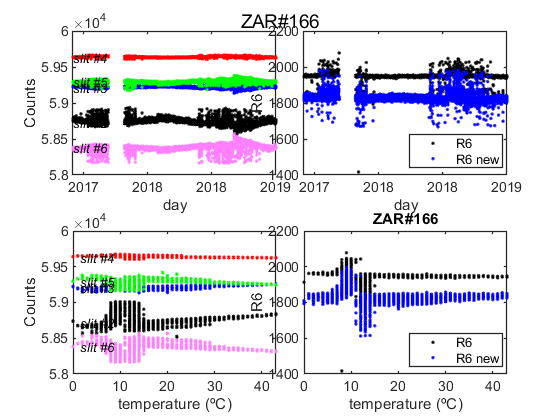 ZAR#166
×10⁴
6
5.95
5.9
5.85
5.8
Counts
slit #4
slit #5
slit #3
slit #6
2017
2018
2018
2019
day
2200
2000
1800
1600
1400
R6
R6
R6 new
2017
2018
2018
2019
day
ZAR#166
×10⁴
6
5.95
5.9
5.85
5.8
Counts
slit #4
slit #5
slit #6
0
10
20
30
40
temperature (ºC)
2200
2000
1800
1600
1400
R6
R6
R6 new
0
10
20
30
40
temperature (ºC)